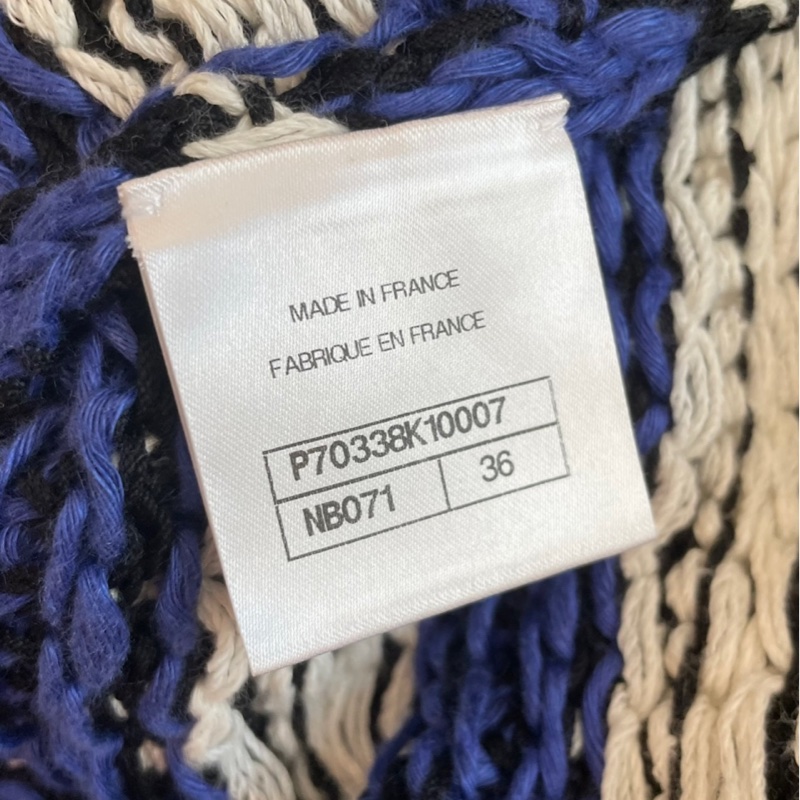 MADE IN FRANCE
FABRIQUE EN FRANCE
P70338K10007
NB071 36